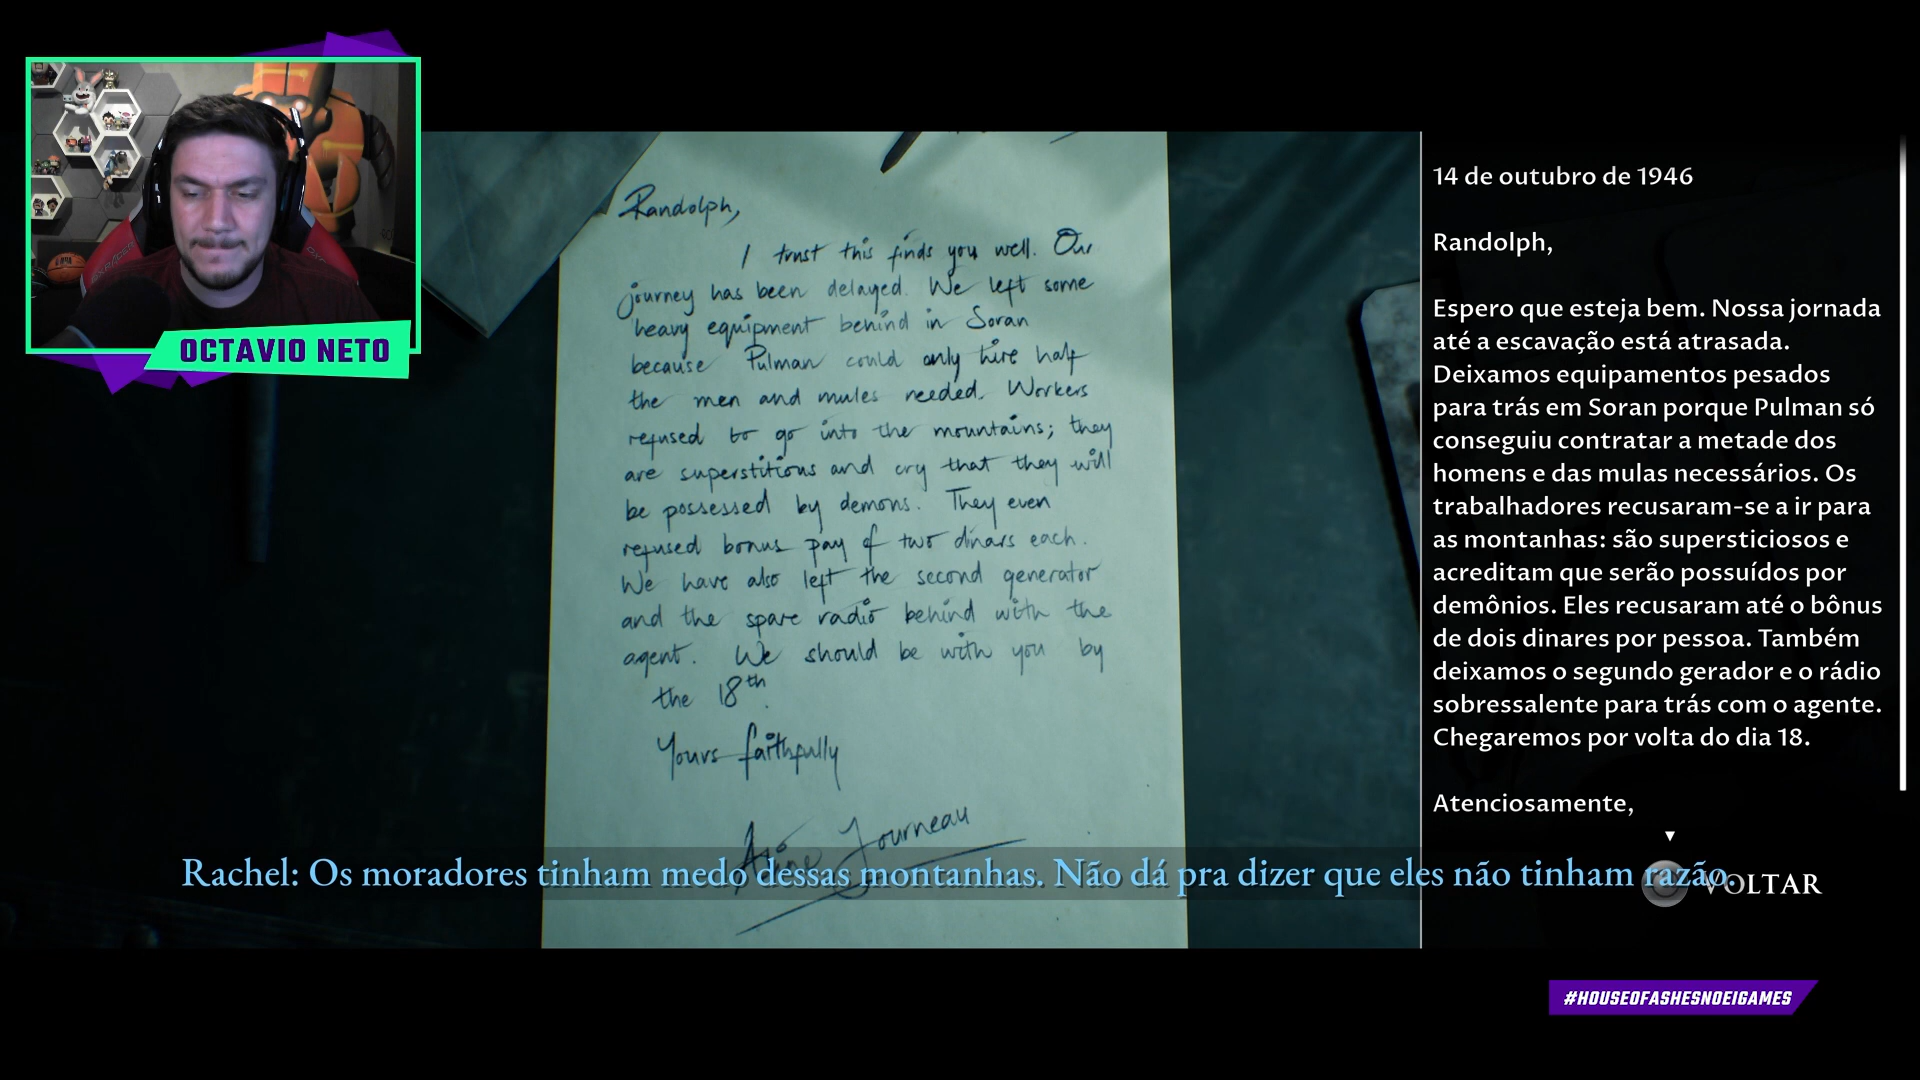 OCTAVIO NETO
Randolph,
I trust this finds you well. Our
journey has been delayed. We left some
heavy equipment behind in Soran
because Pulman could only hire half
the men and mules needed. Workers
refused to go into the mountains; they
are superstitious and cry that they will
be possessed by demons. They even
refused bonus pay of two dinars each.
We have also left the second generator
and the spare radio behind with the
agent. We should be with you by
the 18th.
Yours faithfully
Journeau
14 de outubro de 1946
Randolph,
Espero que esteja bem. Nossa jornada
até a escavação está atrasada.
Deixamos equipamentos pesados
para trás em Soran porque Pulman só
conseguiu contratar a metade dos
homens e das mulas necessários. Os
trabalhadores recusaram-se a ir para
as montanhas: são supersticiosos e
acreditam que serão possuídos por
demônios. Eles recusaram até o bônus
de dois dinares por pessoa. Também
deixamos o segundo gerador e o rádio
sobressalente para trás com o agente.
Chegaremos por volta do dia 18.
Atenciosamente,
Rachel: Os moradores tinham medo dessas montanhas. Não dá pra dizer que eles não tinham razão.
VOLTAR
#HOUSEOFASHESNOEIGAMES